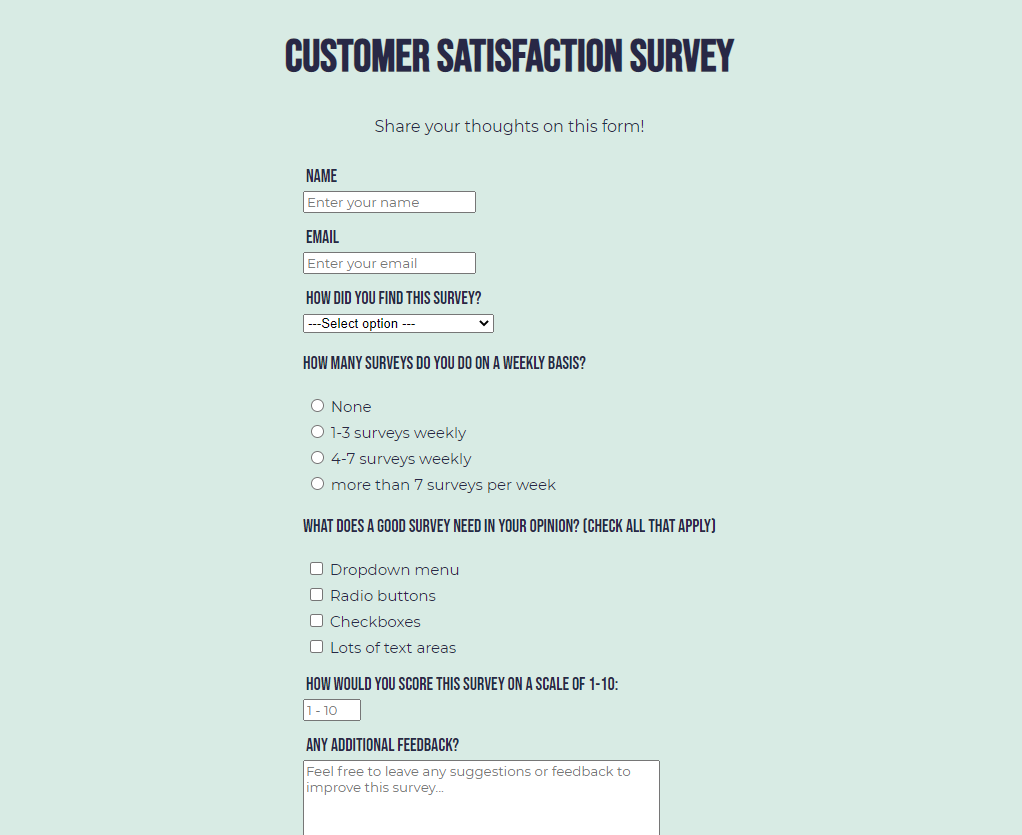 CUSTOMER SATISFACTION SURVEY
Share your thoughts on this form!
NAME
Enter your name
EMAIL
Enter your email
HOW DID YOU FIND THIS SURVEY?
---Select option ---
HOW MANY SURVEYS DO YOU DO ON A WEEKLY BASIS?
None
1-3 surveys weekly
4-7 surveys weekly
more than 7 surveys per week
WHAT DOES A GOOD SURVEY NEED IN YOUR OPINION? (CHECK ALL THAT APPLY)
Dropdown menu
Radio buttons
Checkboxes
Lots of text areas
HOW WOULD YOU SCORE THIS SURVEY ON A SCALE OF 1-10:
1 - 10
ANY ADDITIONAL FEEDBACK?
Feel free to leave any suggestions or feedback to
improve this survey...